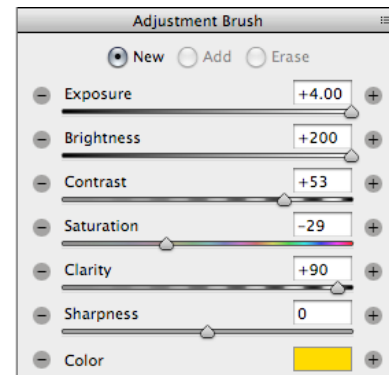 Adjustment Brush
New Add Erase
Exposure +4.00
Brightness +200
Contrast +53
Saturation -29
Clarity +90
Sharpness 0
Color